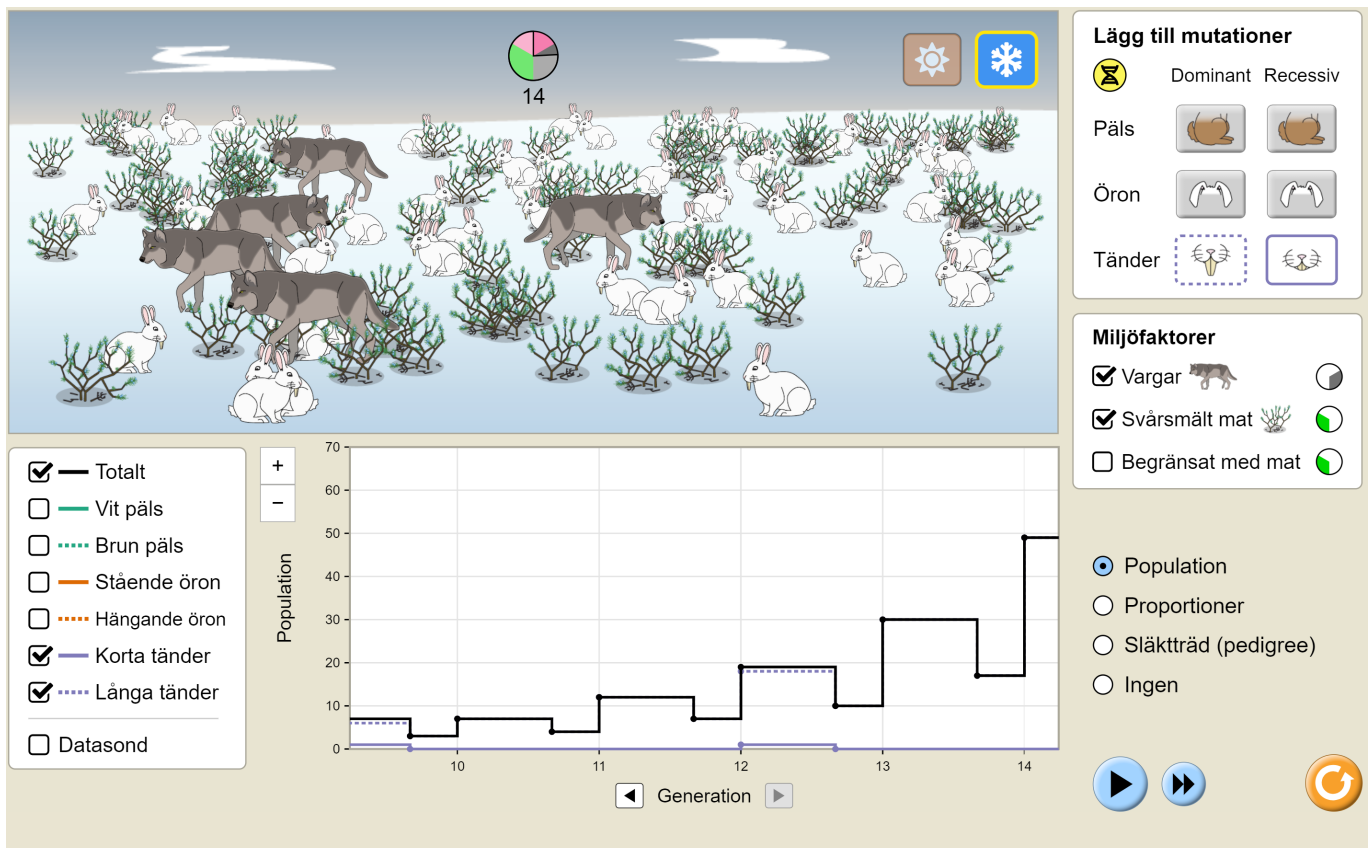 14
Lägg till mutationer
Dominant Recessiv
Päls
Öron
Tänder
Miljöfaktorer
Vargar
Svårsmält mat
Begränsat med mat
Totalt
Vit päls
Brun päls
Stående öron
Hängande öron
Korta tänder
Långa tänder
Datasond
+
−
Population
70
60
50
40
30
20
10
0
10 11 12 13 14
Generation
Population
Proportioner
Släktträd (pedigree)
Ingen